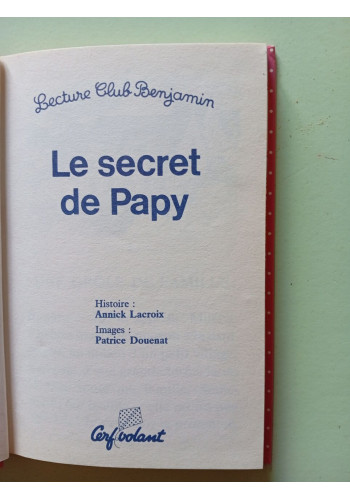 Lecture Club Benjamin
Le secret
de Papy
Histoire :
Annick Lacroix
Images :
Patrice Douenat
Cerf volant